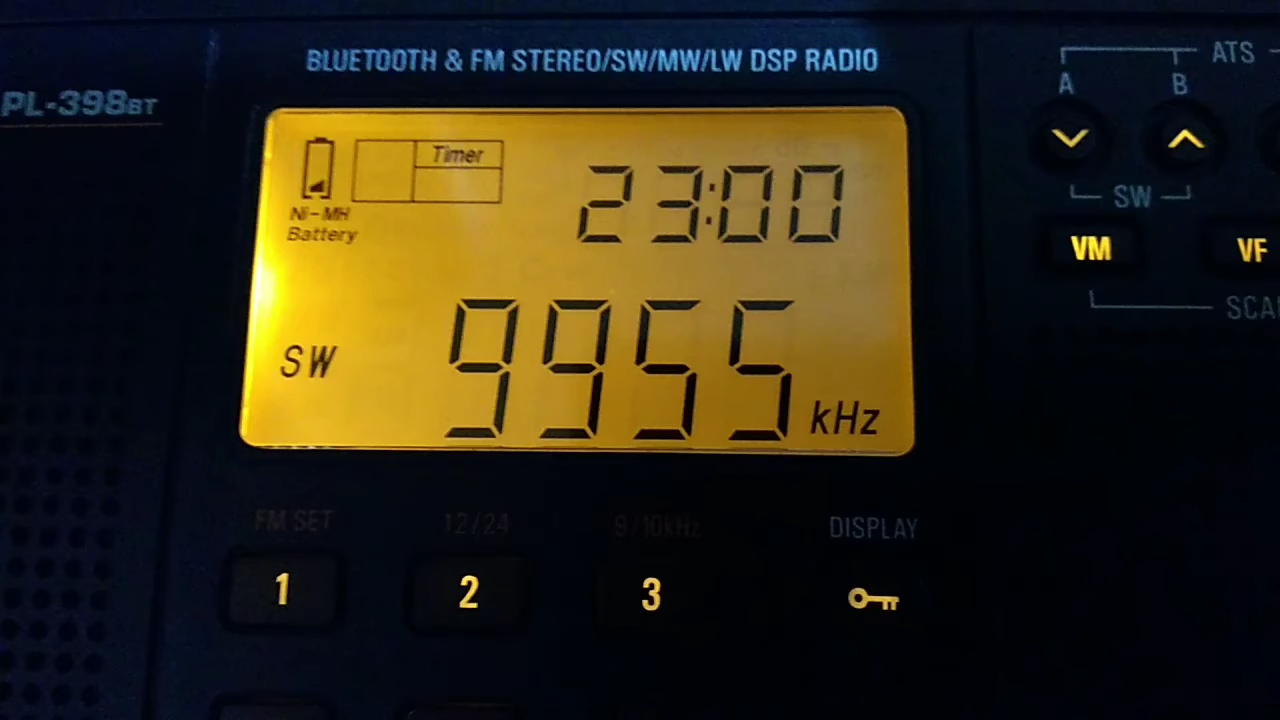 BLUETOOTH & FM STEREO/SW/MW/LW DSP RADIO
PL-398BT
ATS
A B
Timer
23:00
Ni-MH
Battery
SW
VM
VF
SW
9955 kHz
FM SET
12/24
9/10kHz
DISPLAY
1
2
3